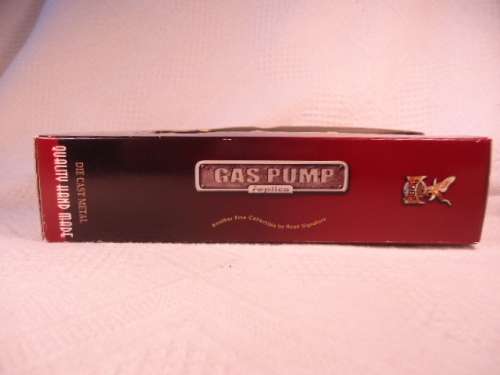 DIE CAST METAL
QUALITY HAND MADE
GAS PUMP
replica
Another Fine Collectible by Road Signature